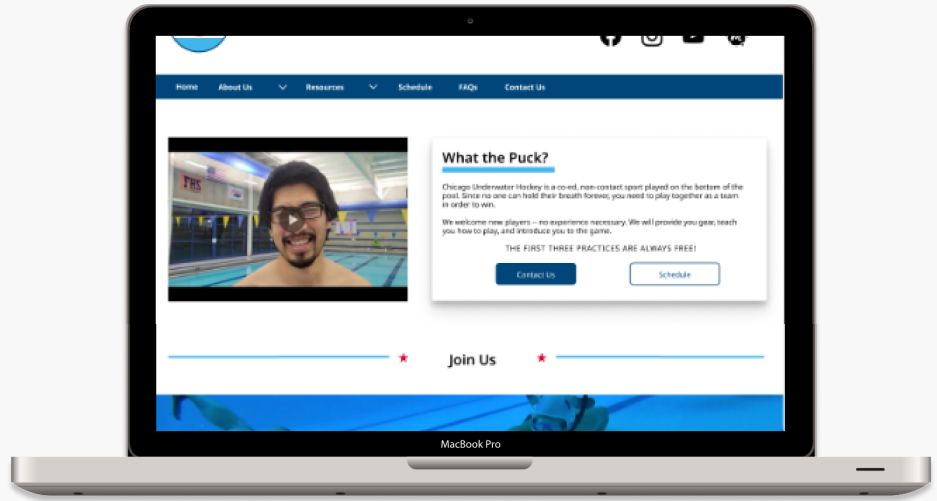 Home About Us Resources Schedule FAQs Contact Us
FHS
What the Puck?
Chicago Underwater Hockey is a co-ed, non-contact sport played on the bottom of the
pool. Since no one can hold their breath forever, you need to play together as a team
in order to win.
We welcome new players -- no experience necessary. We will provide you gear, teach
you how to play, and introduce you to the game.
THE FIRST THREE PRACTICES ARE ALWAYS FREE!
Contact Us Schedule
Join Us
MacBook Pro